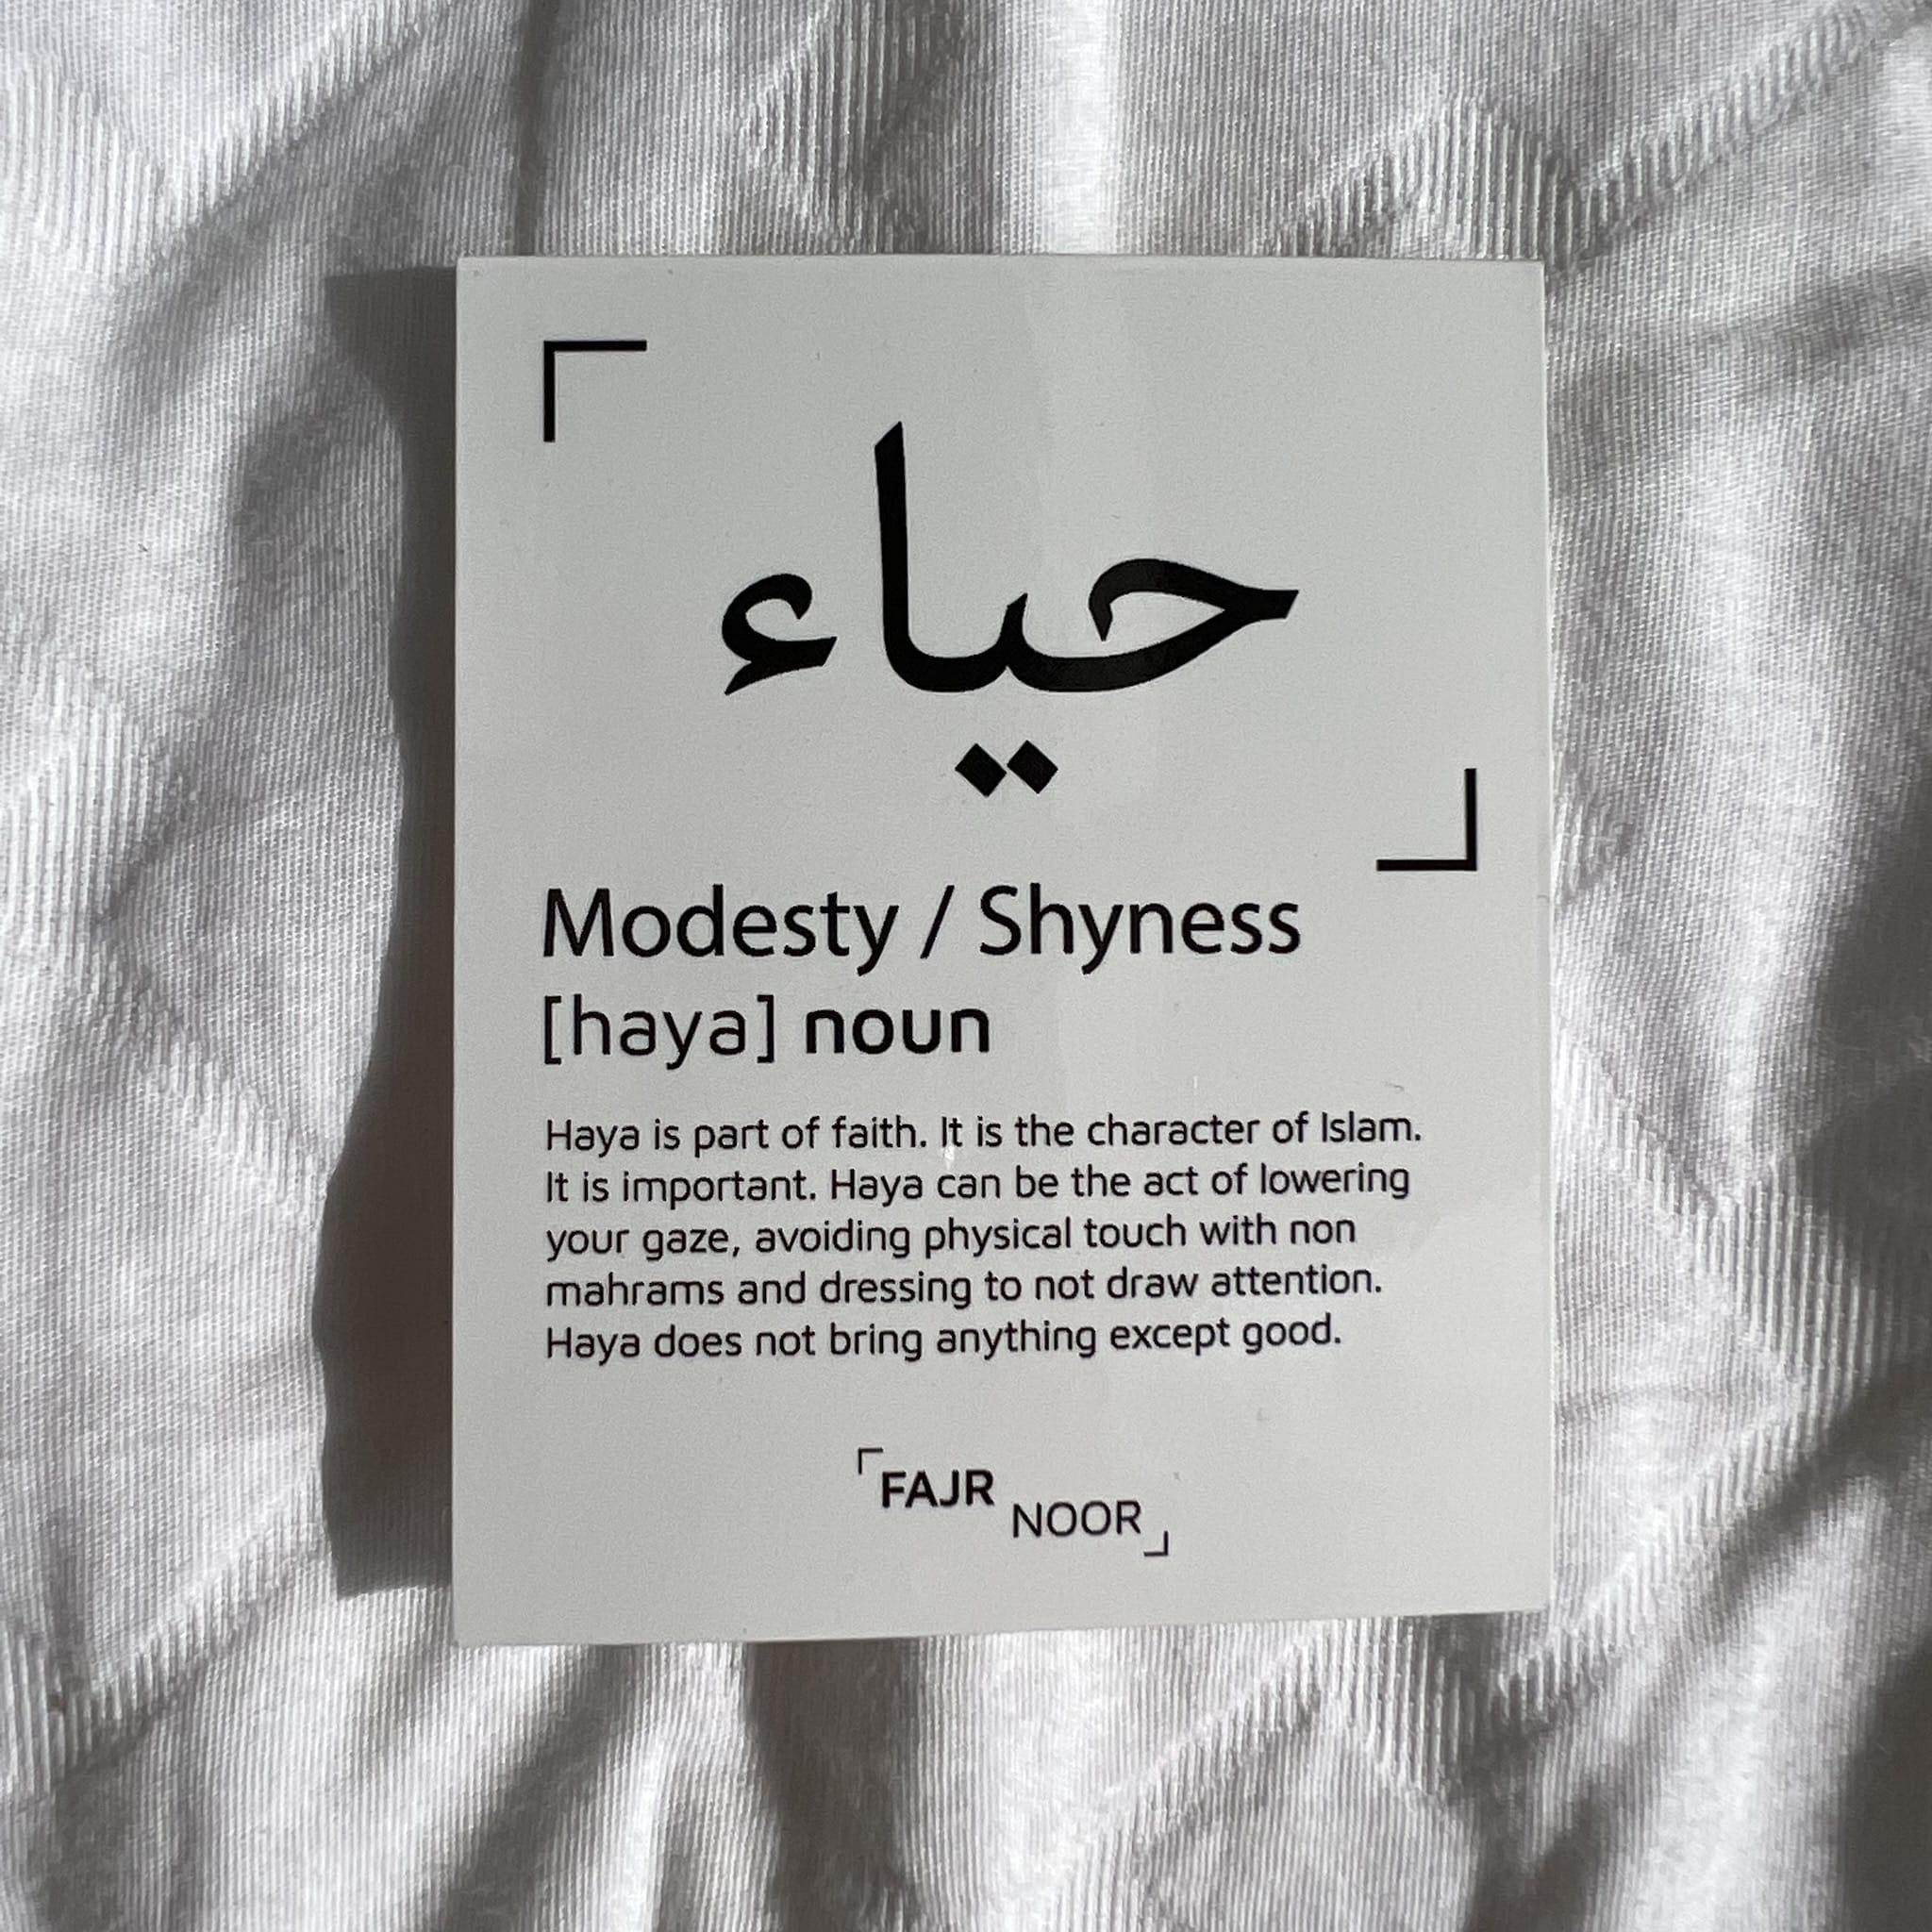 حياء
Modesty / Shyness
[haya] noun
Haya is part of faith. It is the character of Islam.
It is important. Haya can be the act of lowering
your gaze, avoiding physical touch with non
mahrams and dressing to not draw attention.
Haya does not bring anything except good.
FAJR
NOOR